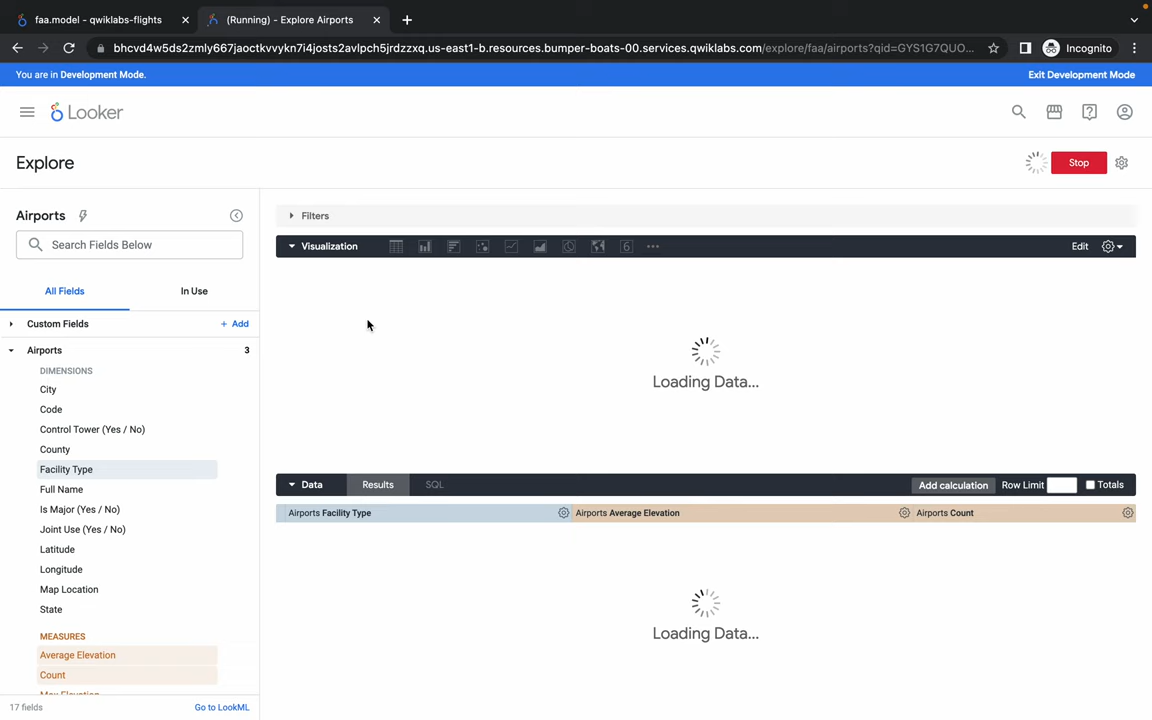 faa.model - qwiklabs-flights
(Running) - Explore Airports
bhcvd4w5ds2zmly667jaoctkvvykn7i4josts2avlpch5jrdzzxq.us-east1-b.resources.bumper-boats-00.services.qwiklabs.com/explore/faa/airports?qid=GYS1G7QUO...
Incognito
You are in Development Mode.
Exit Development Mode
Looker
Explore
Stop
Airports
Search Fields Below
All Fields
In Use
Custom Fields
+ Add
Airports
3
DIMENSIONS
City
Code
Control Tower (Yes / No)
County
Facility Type
Full Name
Is Major (Yes / No)
Joint Use (Yes / No)
Latitude
Longitude
Map Location
State
MEASURES
Average Elevation
Count
Max Elevation
17 fields
Go to LookML
Filters
Visualization
6
Edit
Loading Data...
Data
Results
SQL
Add calculation
Row Limit
Totals
Airports Facility Type
Airports Average Elevation
Airports Count
Loading Data...